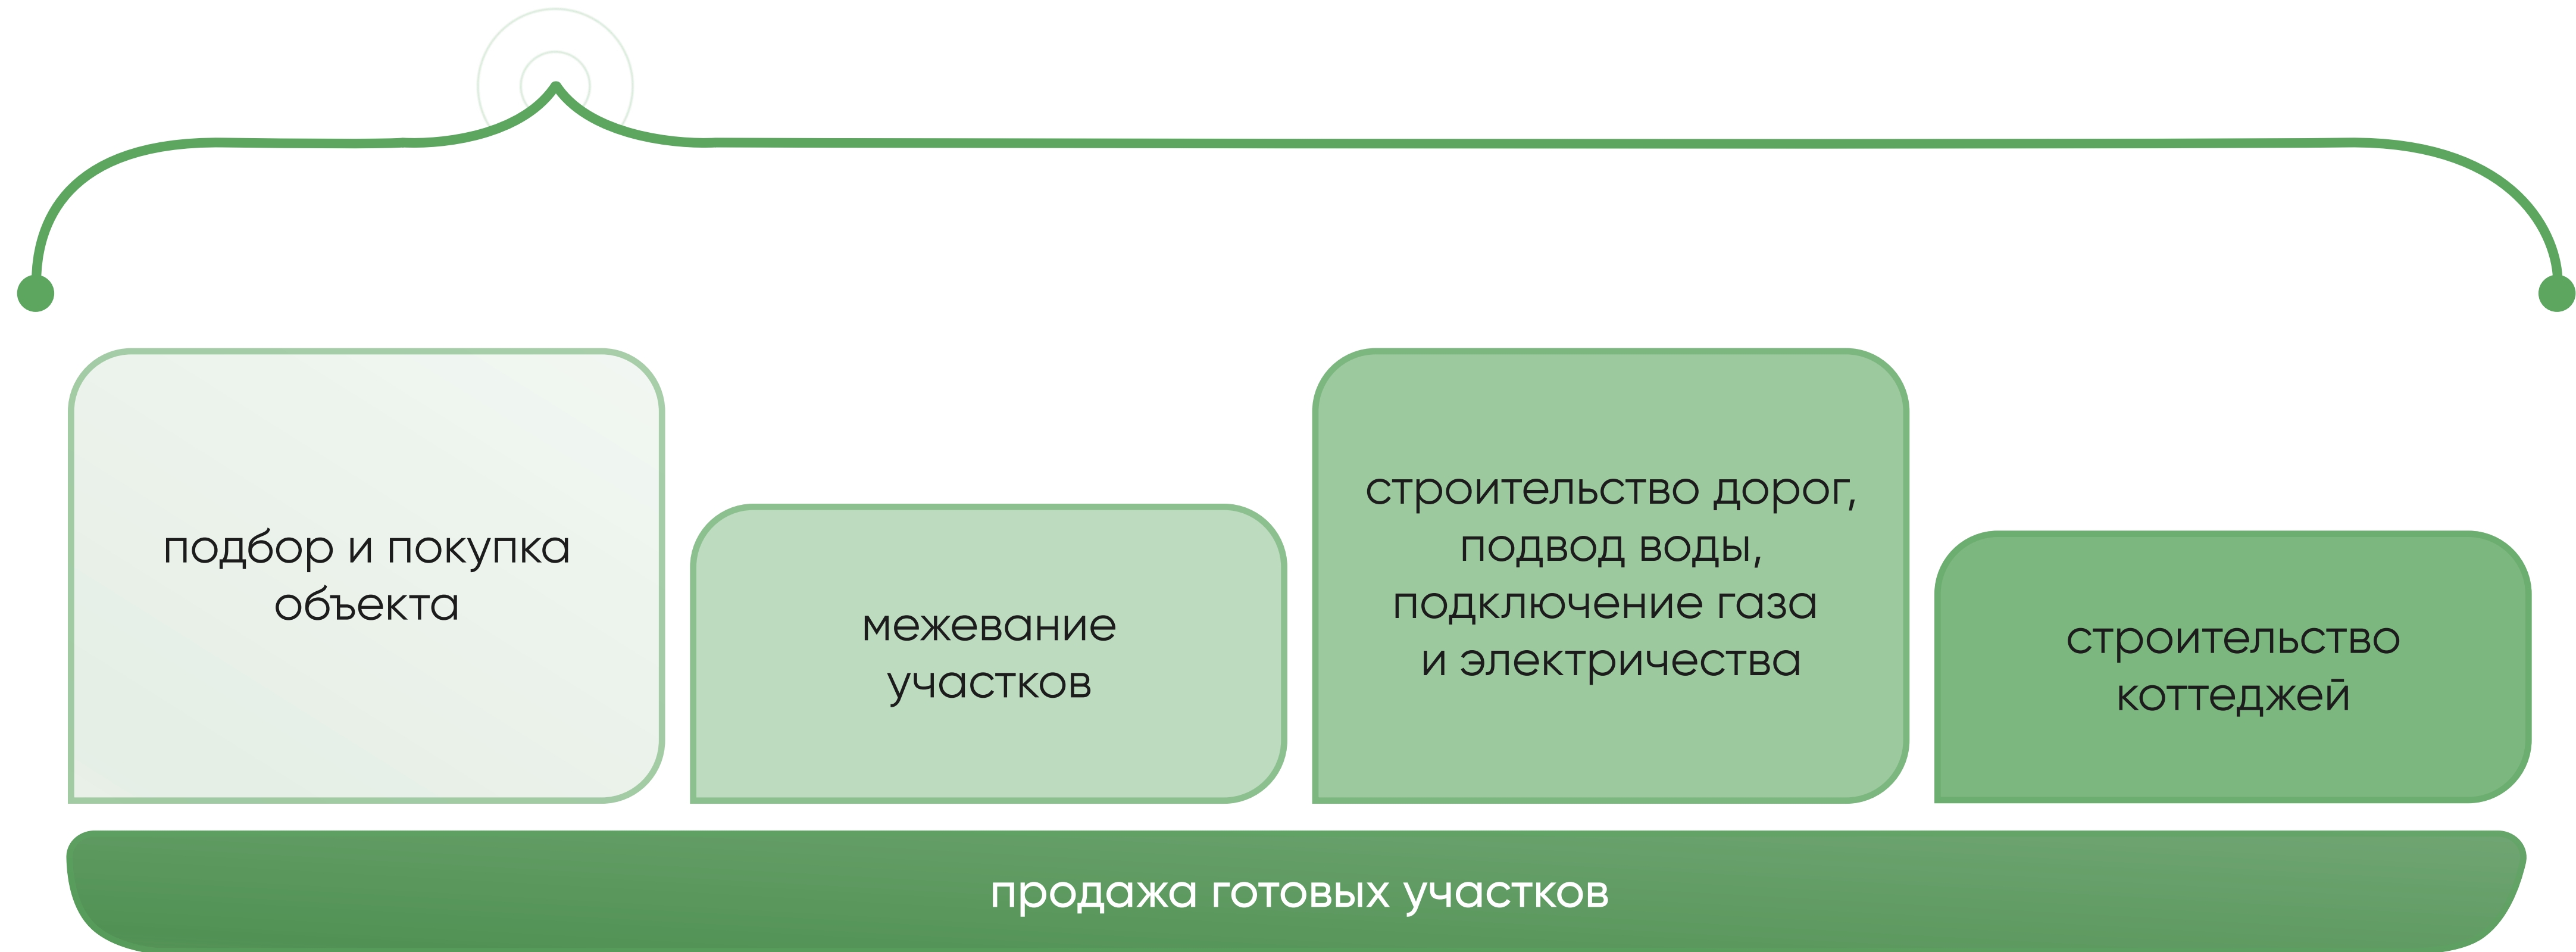 подбор и покупка
объекта
межевание
участков
строительство дорог,
подвод воды,
подключение газа
и электричества
строительство
коттеджей
продажа готовых участков